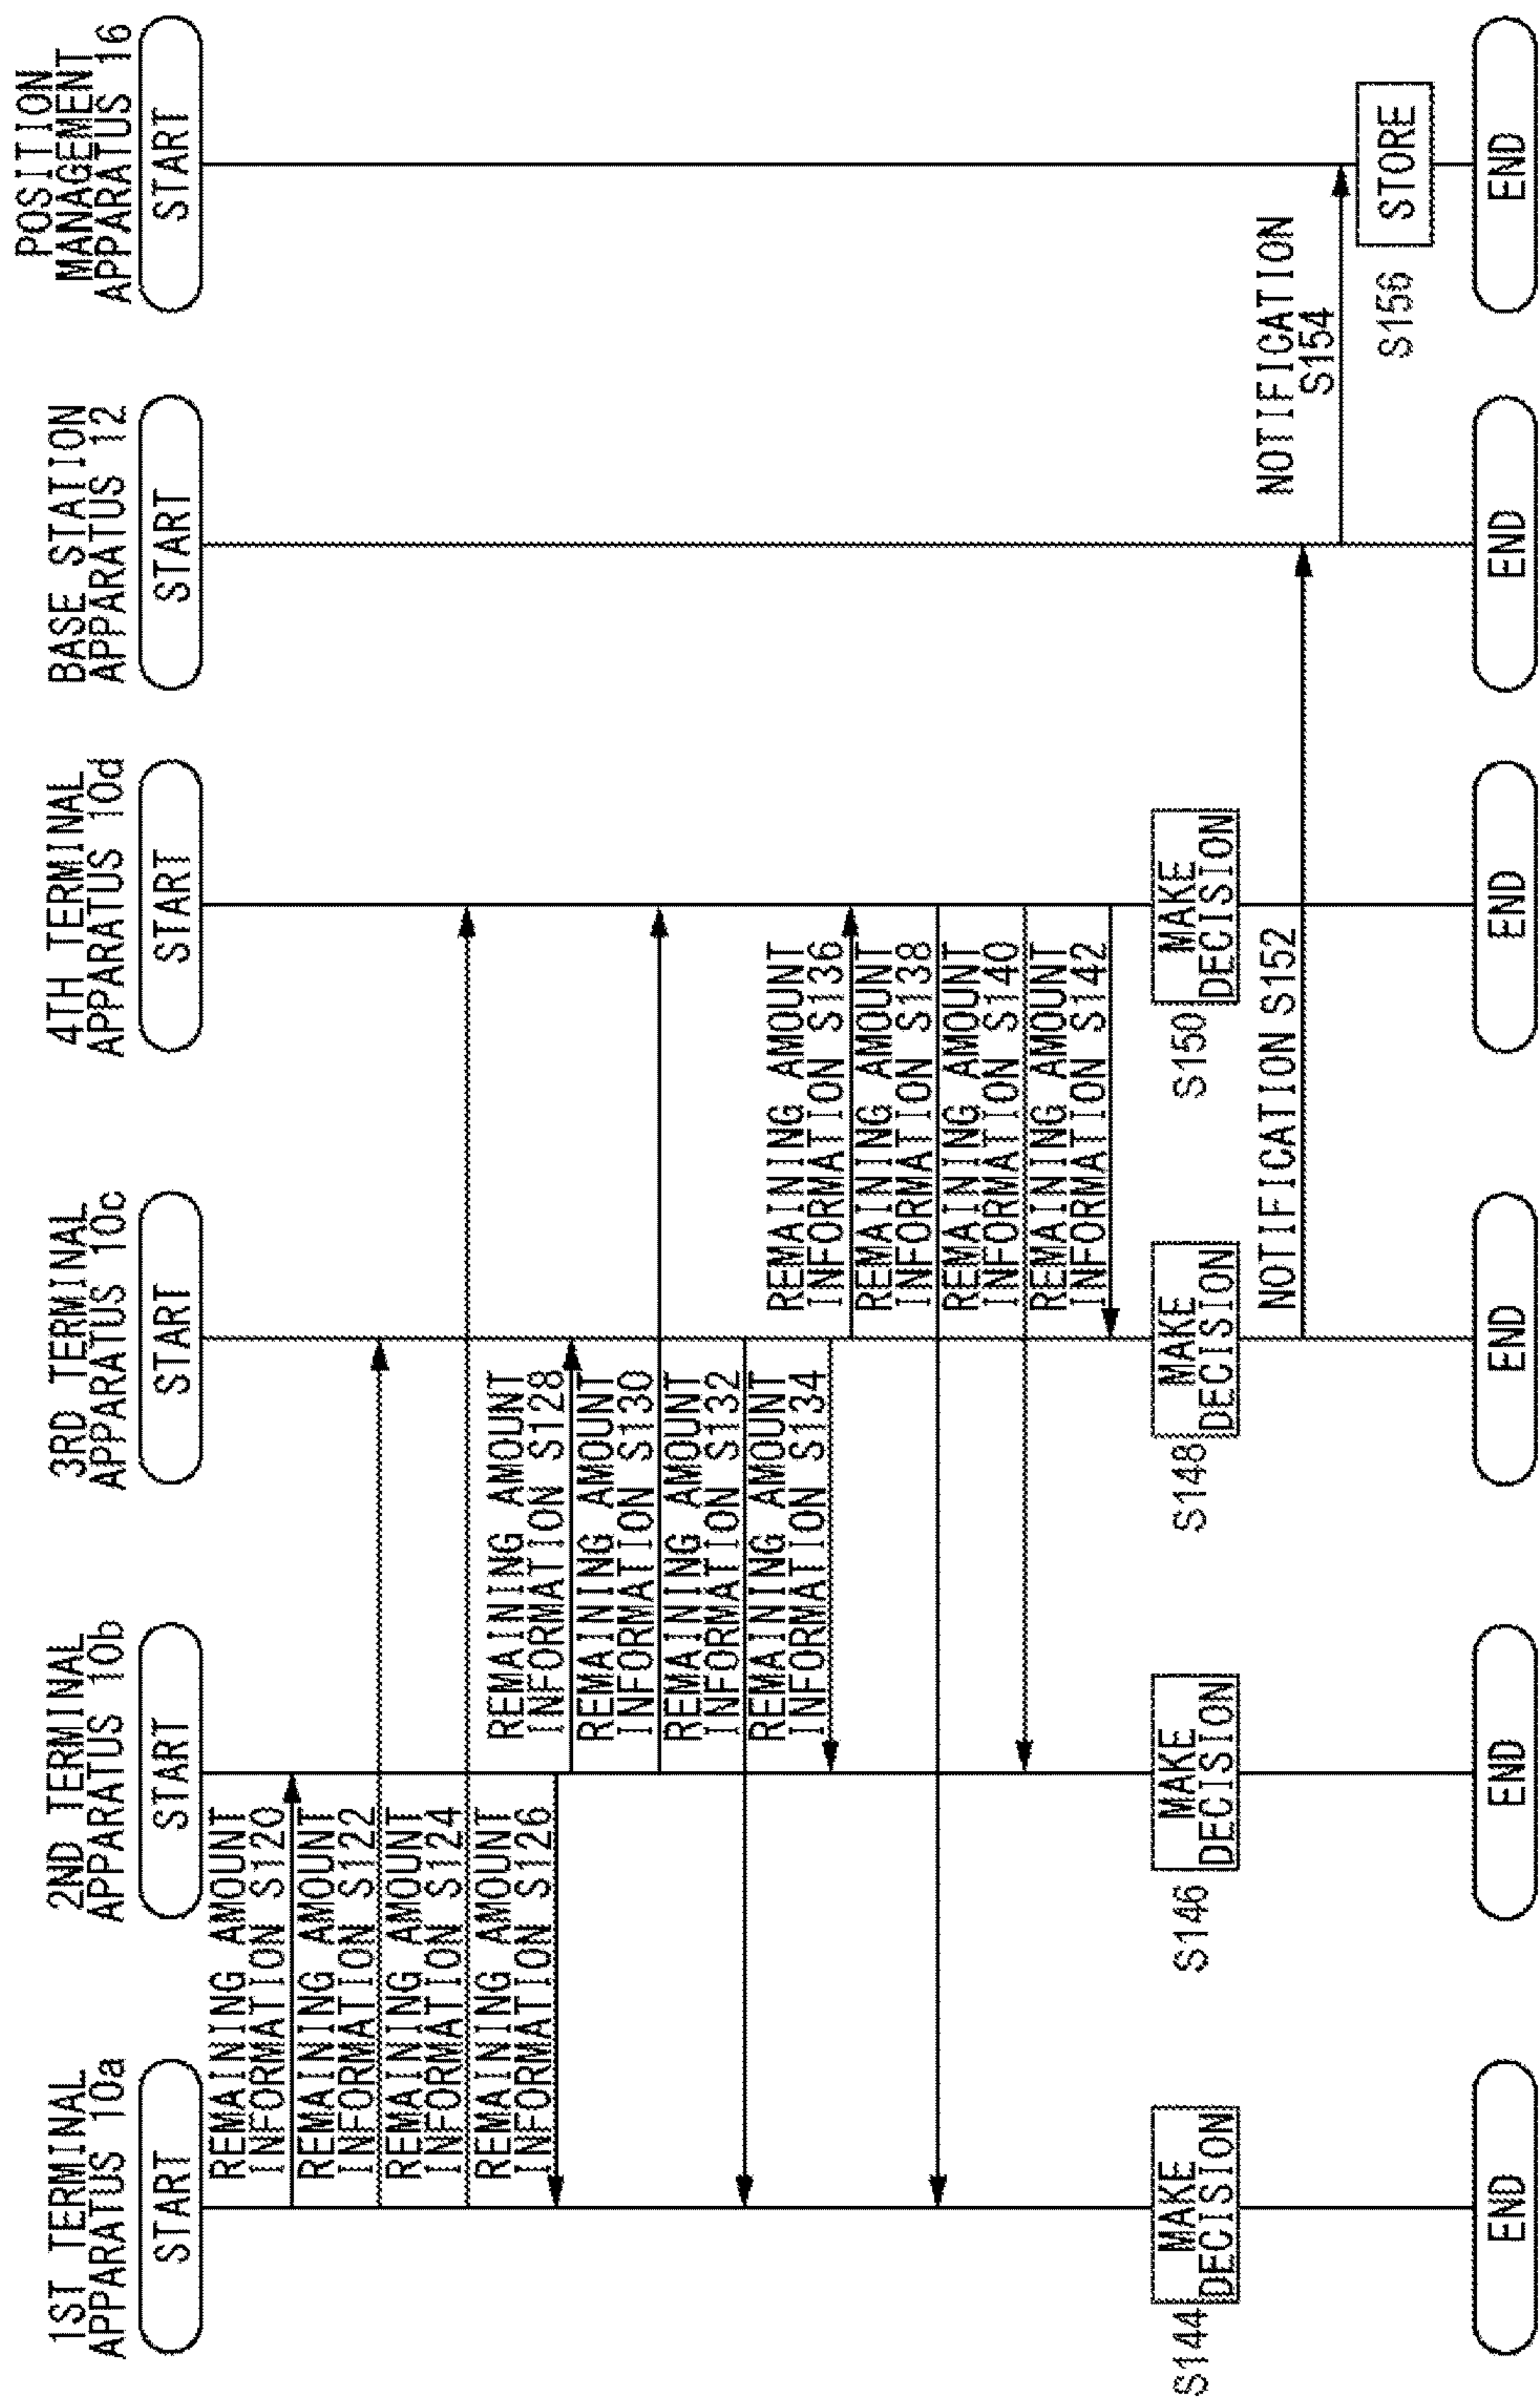 1ST TERMINAL
APPARATUS 10a
2ND TERMINAL
APPARATUS 10b
3RD TERMINAL
APPARATUS 10c
4TH TERMINAL
APPARATUS 10d
BASE STATION
APPARATUS 12
POSITION
MANAGEMENT
APPARATUS 16
START
START
START
START
START
START
REMAINING AMOUNT
INFORMATION S120
REMAINING AMOUNT
INFORMATION S122
REMAINING AMOUNT
INFORMATION S124
REMAINING AMOUNT
INFORMATION S126
REMAINING AMOUNT
INFORMATION S128
REMAINING AMOUNT
INFORMATION S130
REMAINING AMOUNT
INFORMATION S132
REMAINING AMOUNT
INFORMATION S134
REMAINING AMOUNT
INFORMATION S136
REMAINING AMOUNT
INFORMATION S138
REMAINING AMOUNT
INFORMATION S140
REMAINING AMOUNT
INFORMATION S142
S144
MAKE
DECISION
S146
MAKE
DECISION
S148
MAKE
DECISION
S150
MAKE
DECISION
NOTIFICATION S152
NOTIFICATION
S154
S156
STORE
END
END
END
END
END
END